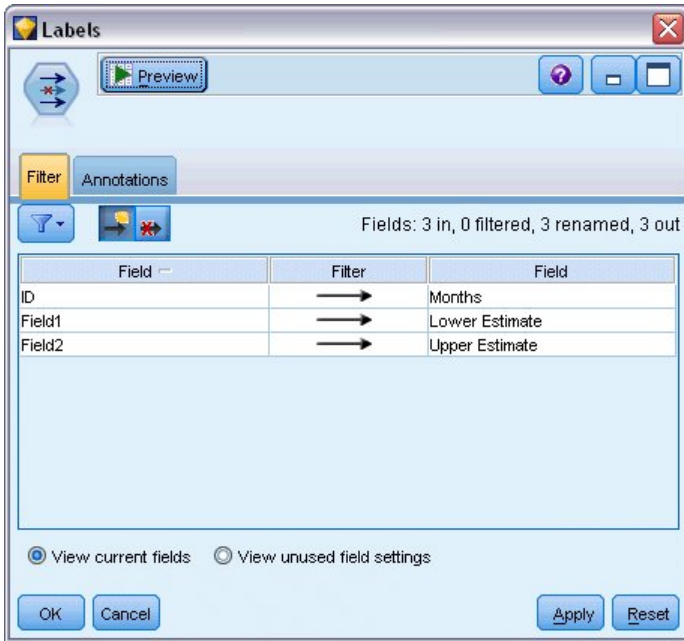 Labels
Preview
Filter Annotations
Fields: 3 in, 0 filtered, 3 renamed, 3 out
Field Filter Field
ID Months
Field1 Lower Estimate
Field2 Upper Estimate
View current fields View unused field settings
OK Cancel Apply Reset